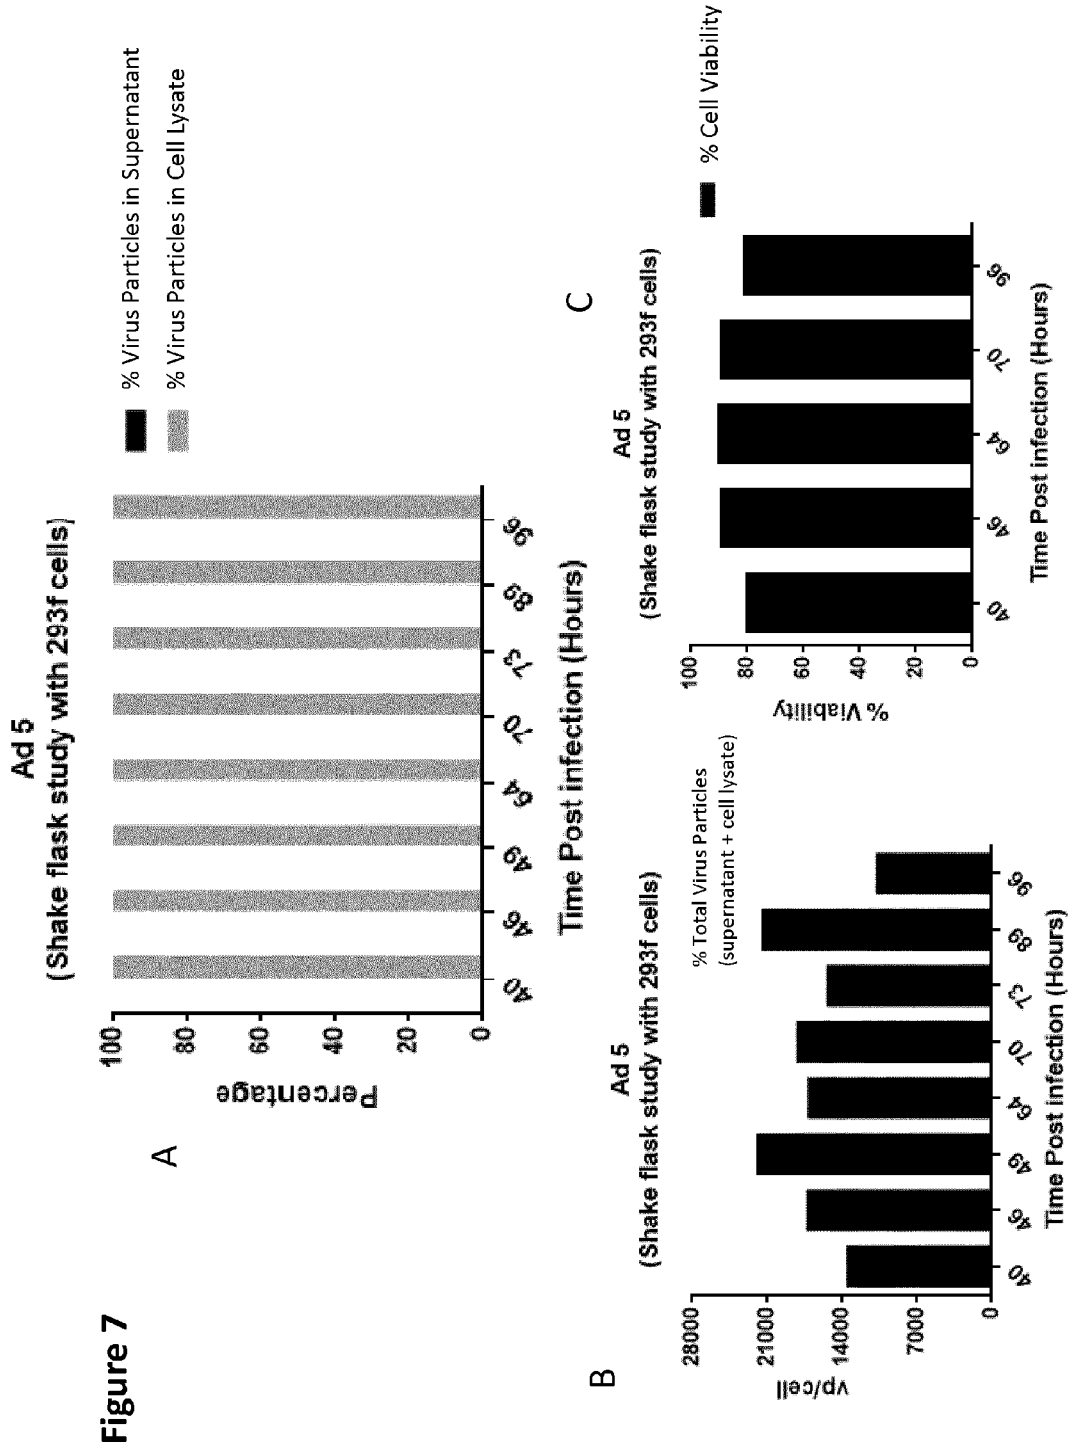 Figure 7
A
Ad 5
(Shake flask study with 293f cells)
% Virus Particles in Supernatant
% Virus Particles in Cell Lysate
Percentage
100
80
60
40
20
0
40 46 49 64 70 73 89 96
Time Post infection (Hours)
B
Ad 5
(Shake flask study with 293f cells)
% Total Virus Particles
(supernatant + cell lysate)
vp/cell
28000
21000
14000
7000
0
40 46 49 64 70 73 89 96
Time Post infection (Hours)
C
Ad 5
(Shake flask study with 293f cells)
% Cell Viability
% Viability
100
80
60
40
20
0
40 46 64 70 96
Time Post infection (Hours)